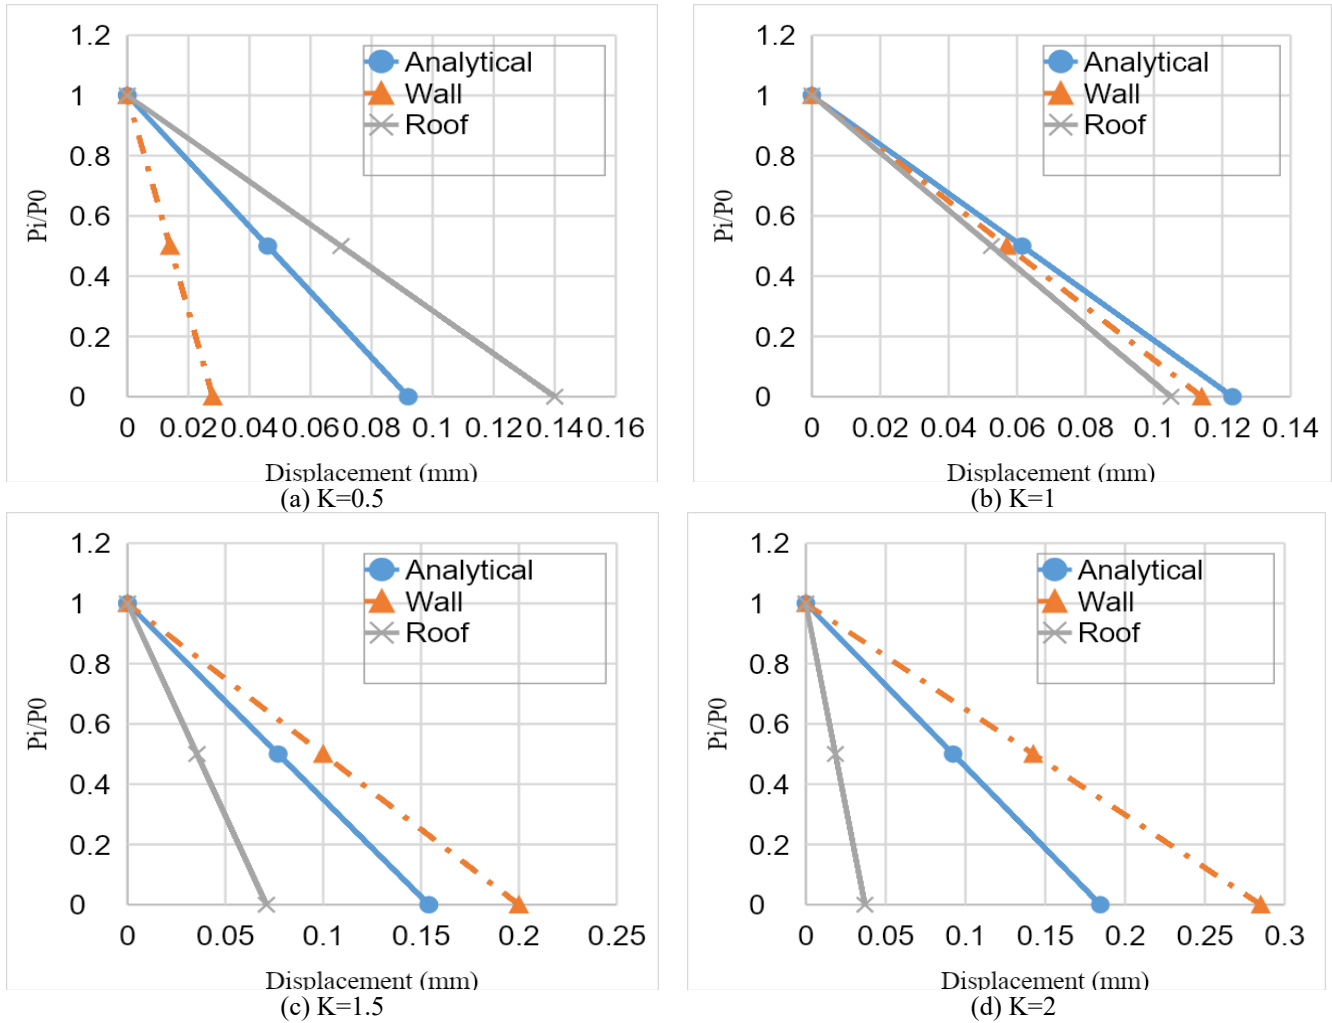 1.2
1
0.8
0.6
0.4
0.2
0
Pi/P0
Analytical
Wall
Roof
0 0.02 0.04 0.06 0.08 0.1 0.12 0.14 0.16
Displacement (mm)
(a) K=0.5
1.2
1
0.8
0.6
0.4
0.2
0
Pi/P0
Analytical
Wall
Roof
0 0.02 0.04 0.06 0.08 0.1 0.12 0.14
Displacement (mm)
(b) K=1
1.2
1
0.8
0.6
0.4
0.2
0
Pi/P0
Analytical
Wall
Roof
0 0.05 0.1 0.15 0.2 0.25
Displacement (mm)
(c) K=1.5
1.2
1
0.8
0.6
0.4
0.2
0
Pi/P0
Analytical
Wall
Roof
0 0.05 0.1 0.15 0.2 0.25 0.3
Displacement (mm)
(d) K=2